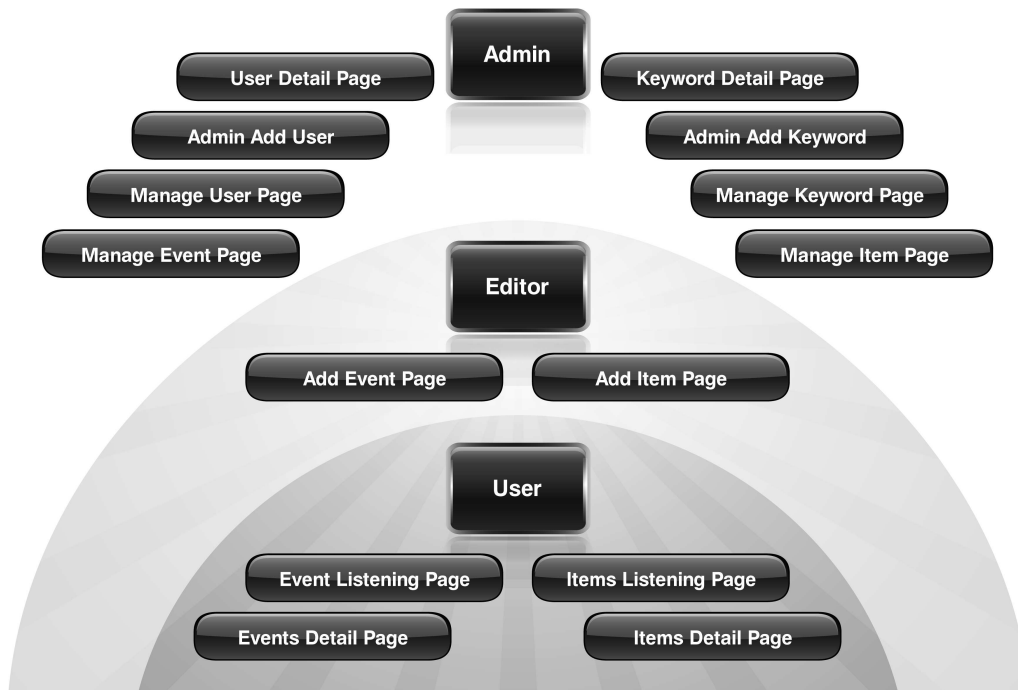 Admin
User Detail Page
Keyword Detail Page
Admin Add User
Admin Add Keyword
Manage User Page
Manage Keyword Page
Manage Event Page
Manage Item Page
Editor
Add Event Page
Add Item Page
User
Event Listening Page
Items Listening Page
Events Detail Page
Items Detail Page